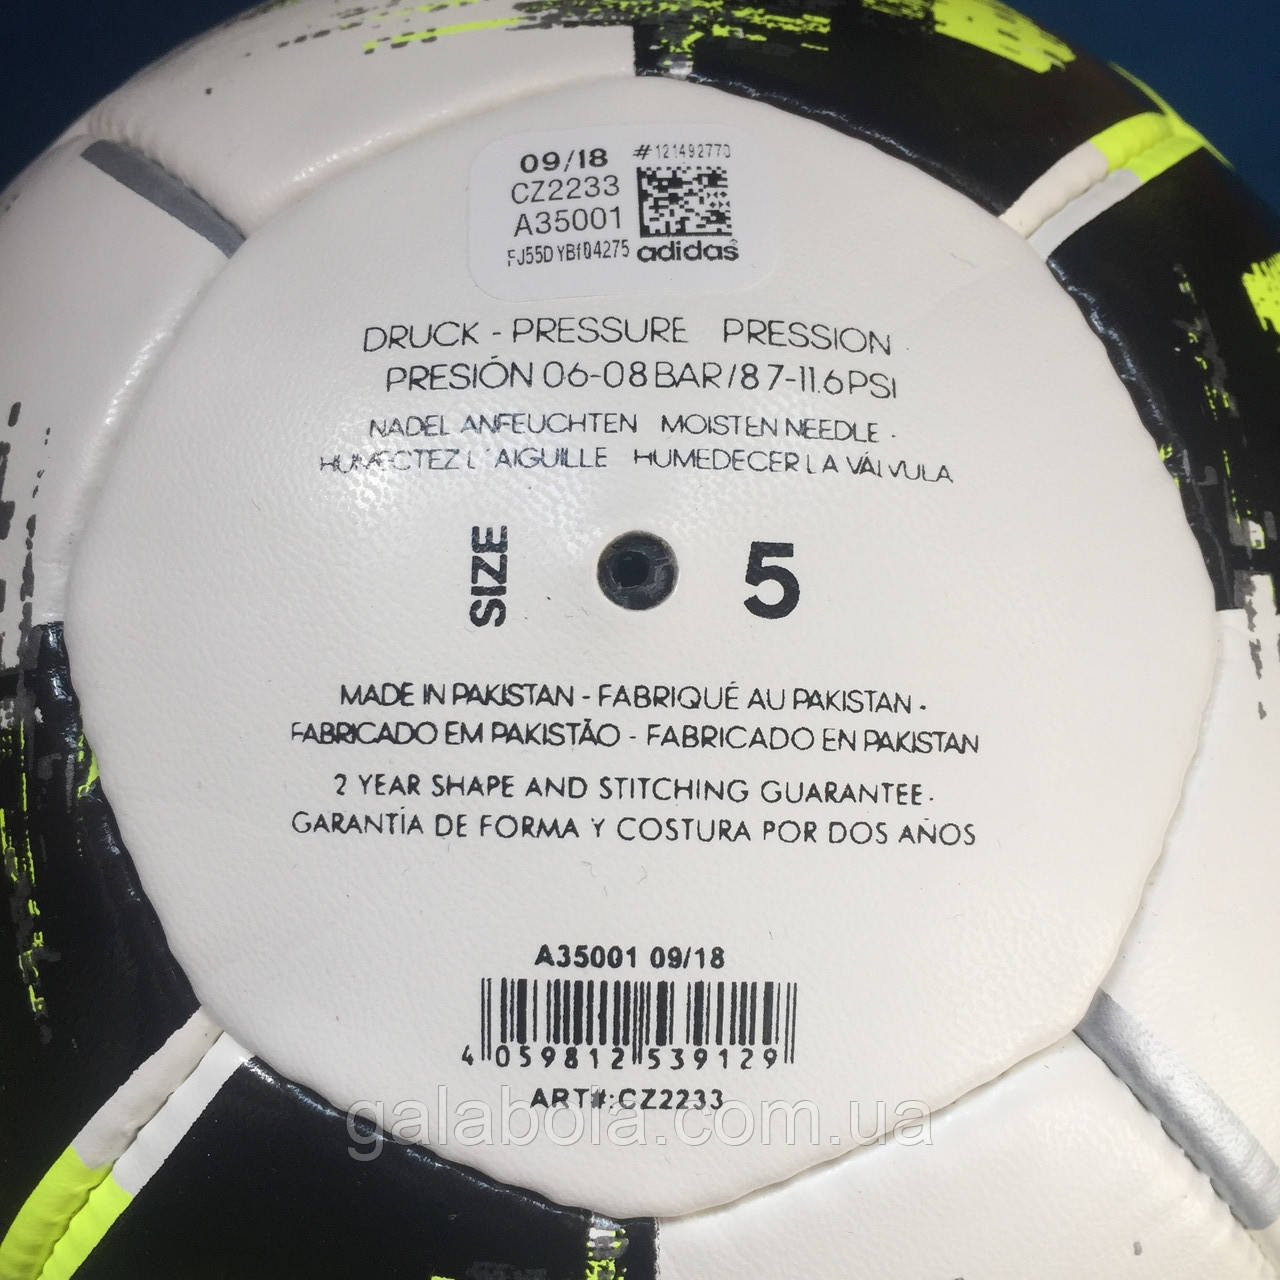 09/18 #121492770
CZ2233
A35001
FJ55DYBf04275 adidas
DRUCK - PRESSURE PRESSION
PRESIÓN 06-08 BAR/8 7-11.6 PSI
NADEL ANFEUCHTEN MOISTEN NEEDLE ·
HUMECTEZ L'AIGUILLE HUMEDECER LA VÁLVULA
SIZE 5
MADE IN PAKISTAN - FABRIQUÉ AU PAKISTAN -
FABRICADO EM PAKISTÃO - FABRICADO EN PAKISTAN
2 YEAR SHAPE AND STITCHING GUARANTEE ·
GARANTÍA DE FORMA Y COSTURA POR DOS AÑOS
A35001 09/18
4 059812 539129
ART#:CZ2233
galabola.com.ua